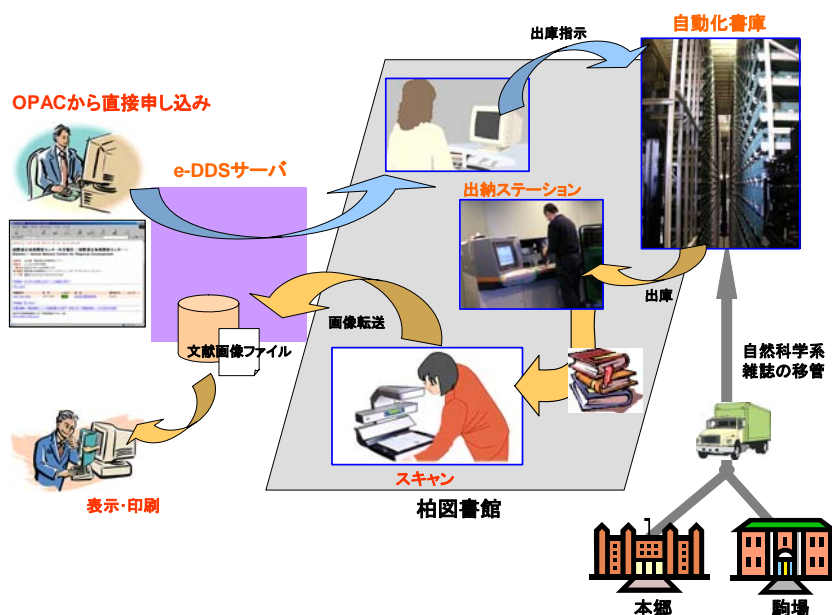 自動化書庫
出庫指示
OPACから直接申し込み
e-DDSサーバ
出納ステーション
出庫
画像転送
文献画像ファイル
自然科学系
雑誌の移管
表示・印刷
スキャン
柏図書館
本郷
駒場